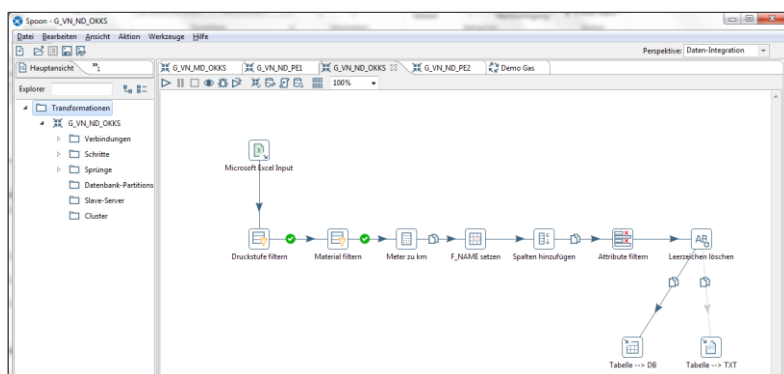 Spoon - G_VN_ND_OKKS
Datei Bearbeiten Ansicht Aktion Werkzeuge Hilfe
Perspektive: Daten-Integration
Hauptansicht »1
G_VN_MD_OKKS G_VN_ND_PE1 G_VN_ND_OKKS G_VN_ND_PE2 Demo Gas
Explorer
100%
Transformationen
G_VN_ND_OKKS
Verbindungen
Schritte
Sprünge
Datenbank-Partitions
Slave-Server
Cluster
Microsoft Excel Input
Druckstufe filtern Material filtern Meter zu km F_NAME setzen Spalten hinzufügen Attribute filtern Leerzeichen löschen
Tabelle --> DB Tabelle --> TXT